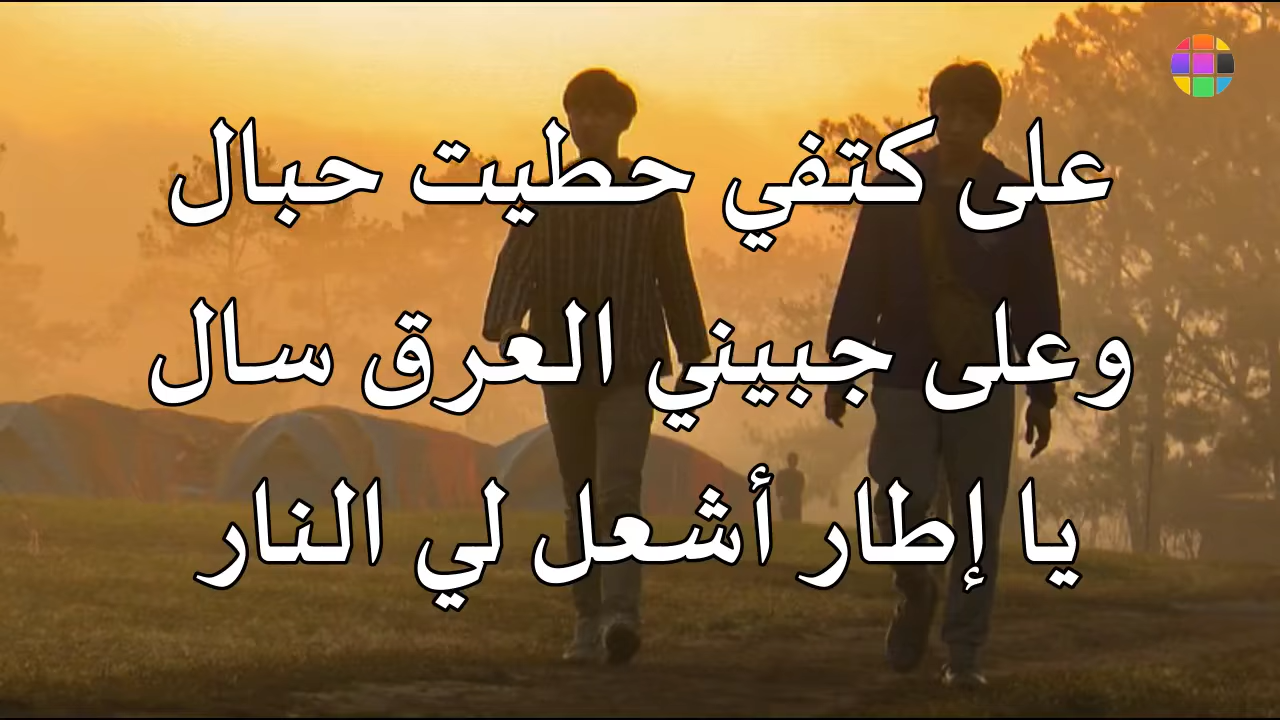 على كتفي حطيت حبال
وعلى جبيني العرق سال
يا إطار أشعل لي النار